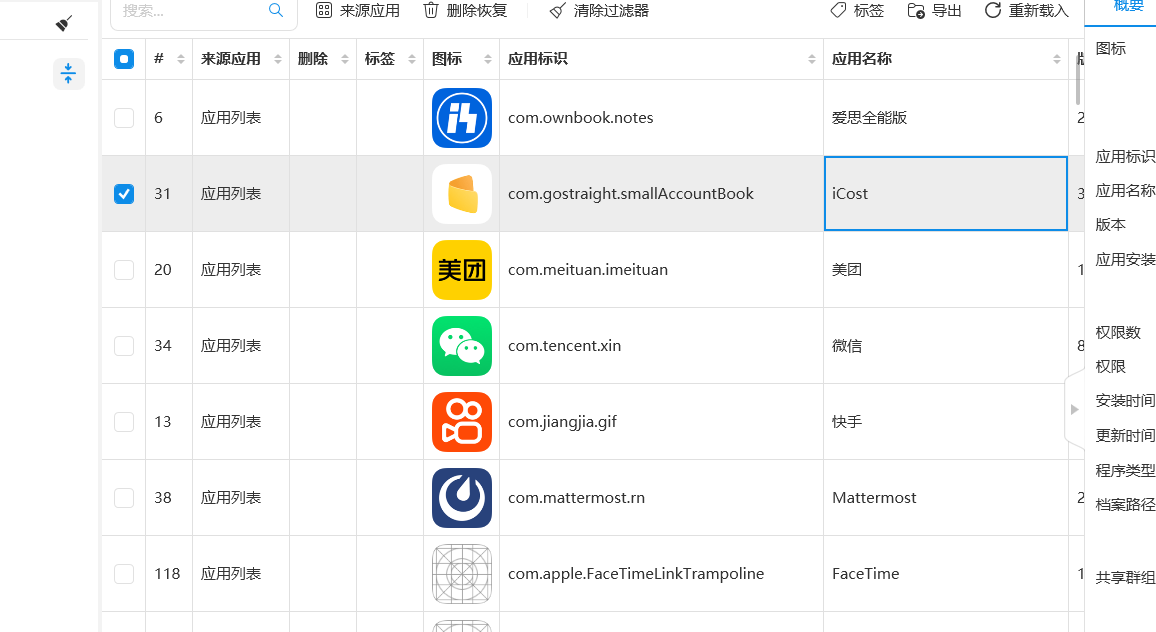 搜索... 来源应用 删除恢复 清除过滤器 标签 导出 重新载入 概要
# 来源应用 删除 标签 图标 应用标识 应用名称
6 应用列表 com.ownbook.notes 爱思全能版 2
31 应用列表 com.gostraight.smallAccountBook iCost 3
20 应用列表 美团 com.meituan.imeituan 美团 1
34 应用列表 com.tencent.xin 微信 8
13 应用列表 com.jiangjia.gif 快手
38 应用列表 com.mattermost.rn Mattermost 2
118 应用列表 com.apple.FaceTimeLinkTrampoline FaceTime 1
图标
应用标识
应用名称
版本
应用安装
权限数
权限
安装时间
更新时间
程序类型
档案路径
共享群组